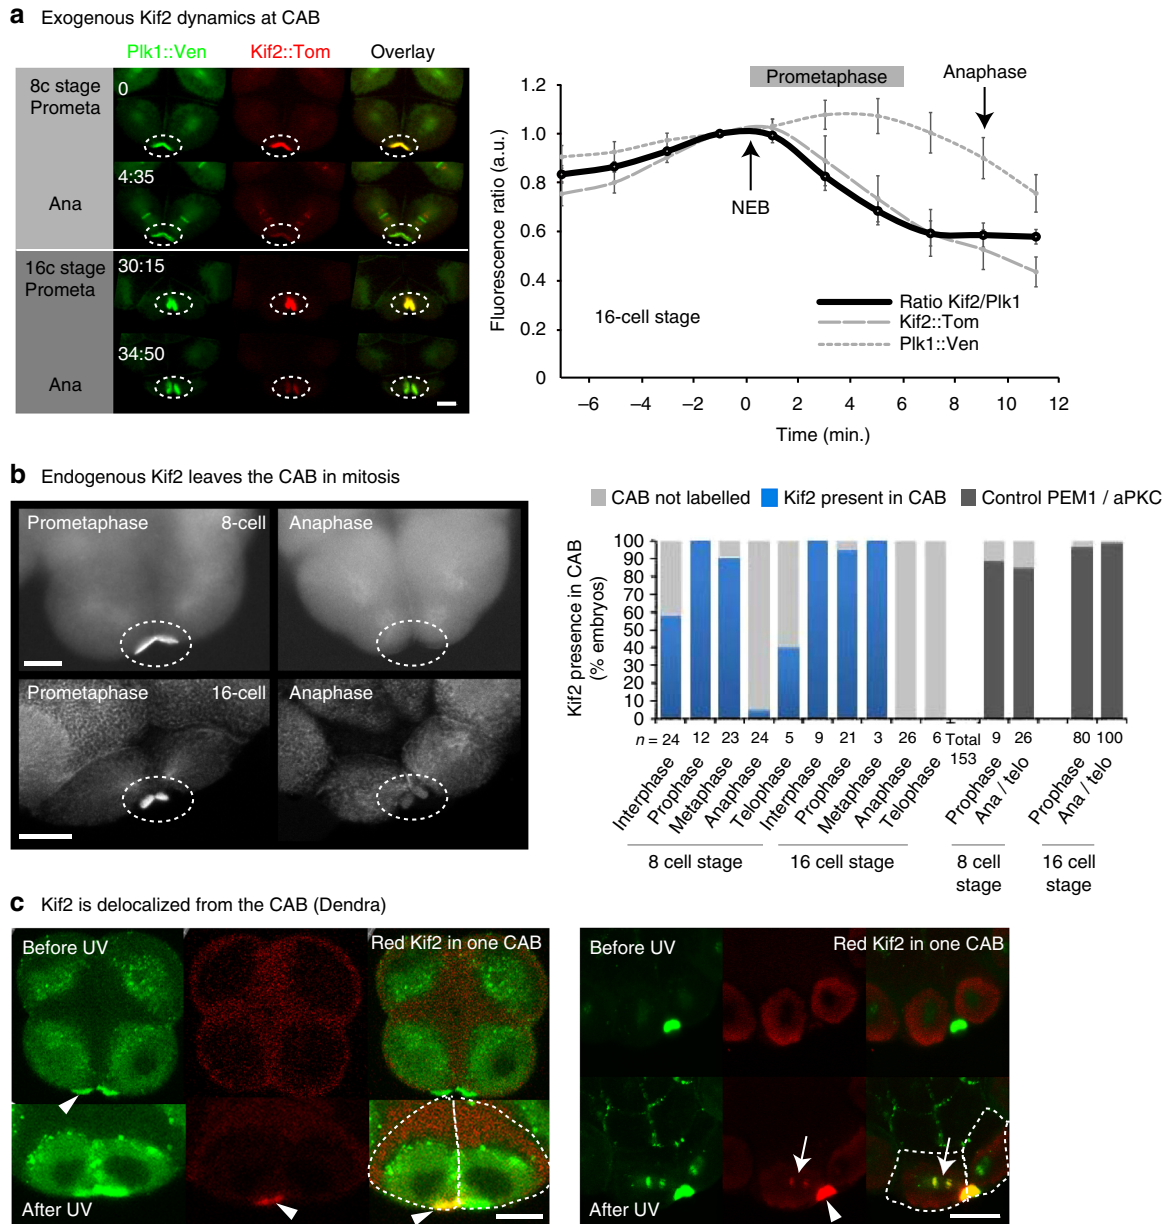 a Exogenous Kif2 dynamics at CAB
Plk1::Ven Kif2::Tom Overlay
8c stage
Prometa
0
4:35
Ana
16c stage
Prometa
30:15
34:50
Ana
Fluorescence ratio (a.u.)
1.2
1.0
0.8
0.6
0.4
0.2
0
Prometaphase
Anaphase
NEB
16-cell stage
Ratio Kif2/Plk1
Kif2::Tom
Plk1::Ven
–6 –4 –2 0 2 4 6 8 10 12
Time (min.)
b Endogenous Kif2 leaves the CAB in mitosis
Prometaphase 8-cell
Anaphase
Prometaphase 16-cell
Anaphase
CAB not labelled Kif2 present in CAB Control PEM1 / aPKC
Kif2 presence in CAB
(% embryos)
100
90
80
70
60
50
40
30
20
10
0
n = 24 12 23 24 5 9 21 3 26 6 Total 9 26 80 100
153
Interphase
Prophase
Metaphase
Anaphase
Telophase
Interphase
Prophase
Metaphase
Anaphase
Telophase
Prophase
Ana / telo
Prophase
Ana / telo
8 cell stage
16 cell stage
8 cell
stage
16 cell
stage
c Kif2 is delocalized from the CAB (Dendra)
Before UV
Red Kif2 in one CAB
After UV
Before UV
Red Kif2 in one CAB
After UV